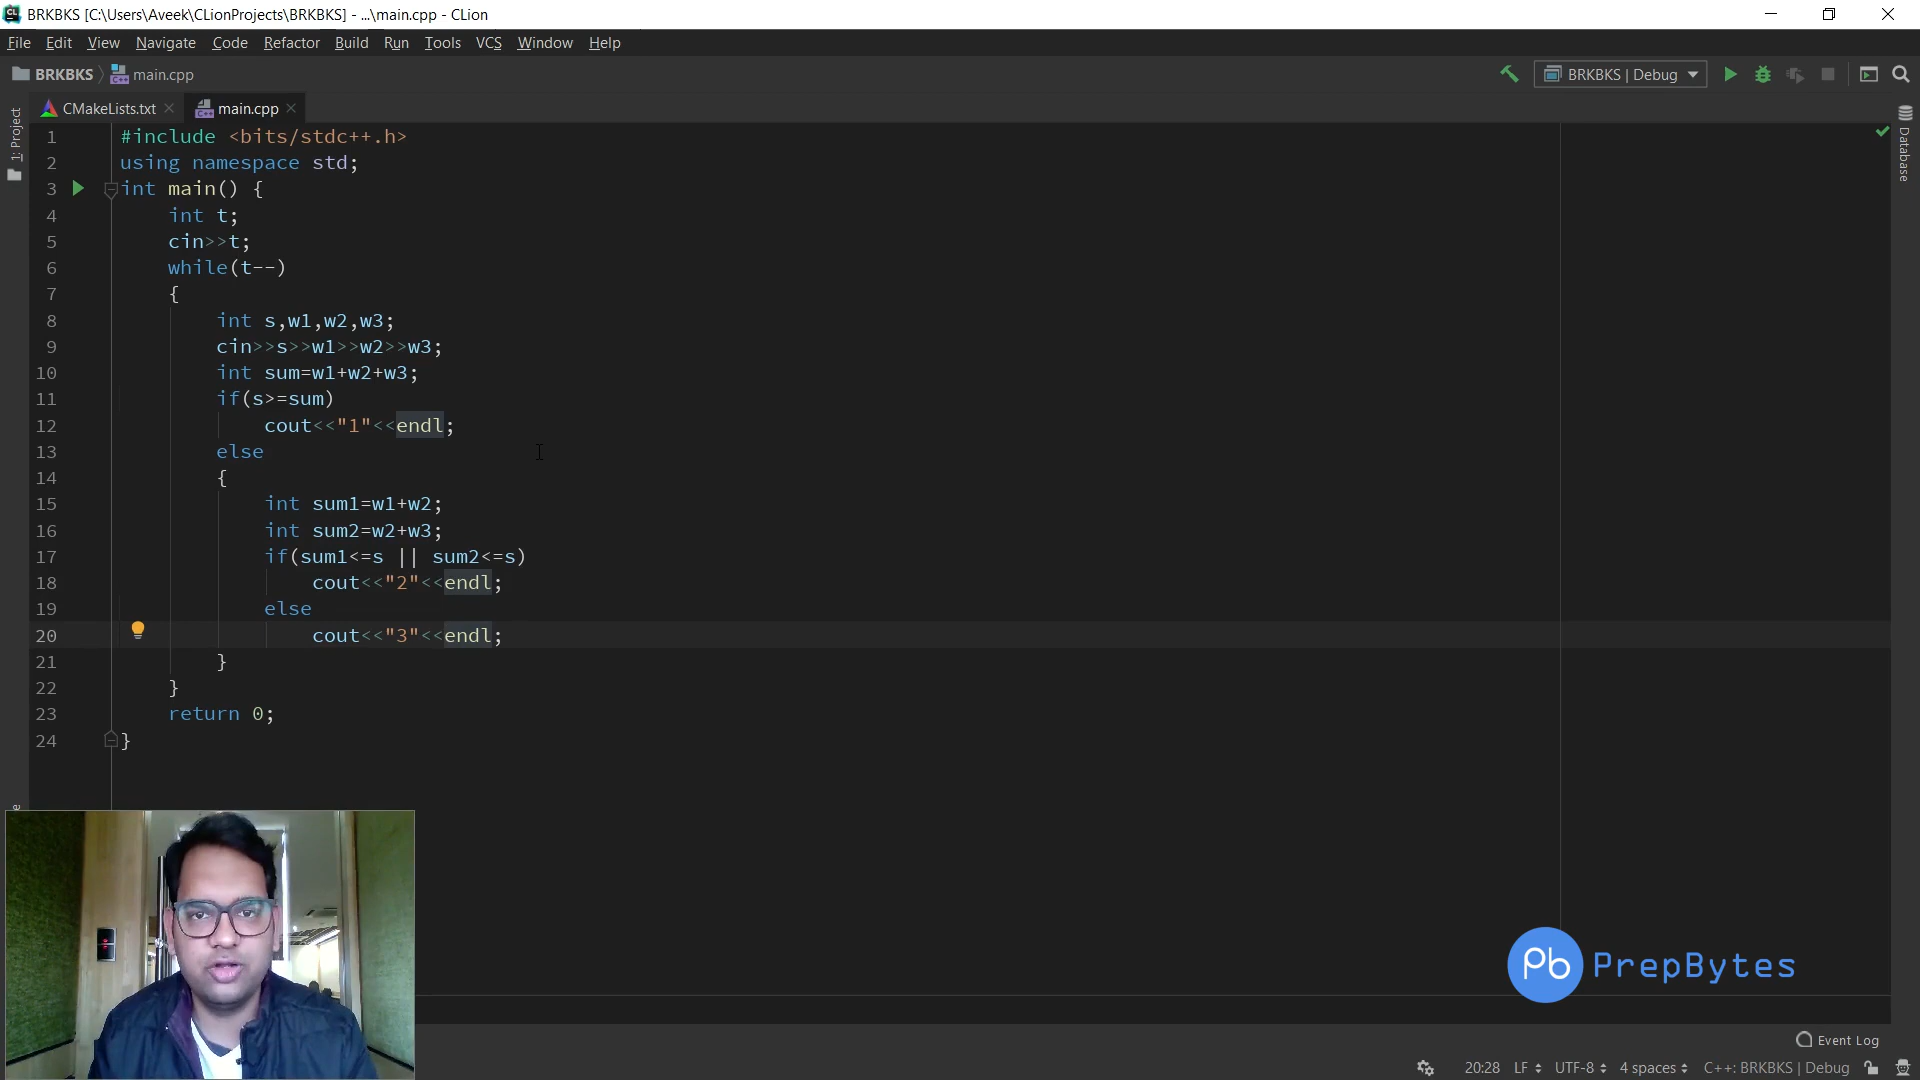 BRKBKS [C:\Users\Aveek\CLionProjects\BRKBKS] - ...\main.cpp - CLion
File Edit View Navigate Code Refactor Build Run Tools VCS Window Help
BRKBKS main.cpp BRKBKS | Debug
CMakeLists.txt main.cpp
1: Project
Database
1 #include <bits/stdc++.h>
2 using namespace std;
3 int main() {
4 int t;
5 cin>>t;
6 while(t--)
7 {
8 int s,w1,w2,w3;
9 cin>>s>>w1>>w2>>w3;
10 int sum=w1+w2+w3;
11 if(s>=sum)
12 cout<<"1"<<endl;
13 else
14 {
15 int sum1=w1+w2;
16 int sum2=w2+w3;
17 if(sum1<=s || sum2<=s)
18 cout<<"2"<<endl;
19 else
20 cout<<"3"<<endl;
21 }
22 }
23 return 0;
24 }
Pb PrepBytes
Event Log
20:28 LF UTF-8 4 spaces C++: BRKBKS | Debug